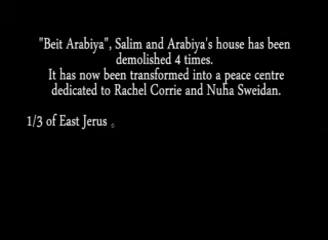 "Beit Arabiya", Salim and Arabiya's house has been
demolished 4 times.
It has now been transformed into a peace centre
dedicated to Rachel Corrie and Nuha Sweidan.
1/3 of East Jerus